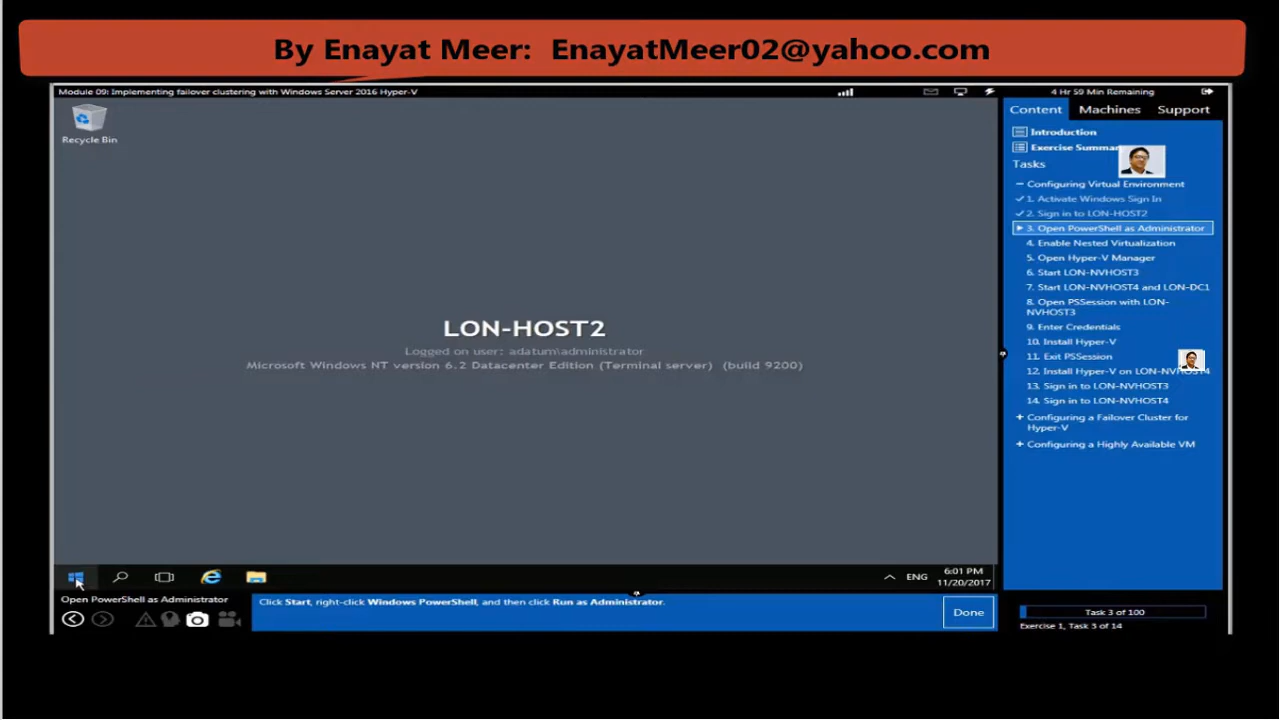 By Enayat Meer:  EnayatMeer02@yahoo.com
Module 09: Implementing failover clustering with Windows Server 2016 Hyper-V
4 Hr 59 Min Remaining
Recycle Bin
Content Machines Support
Introduction
Exercise Summar
Tasks
Configuring Virtual Environment
1. Activate Windows Sign In
2. Sign in to LON-HOST2
3. Open PowerShell as Administrator
4. Enable Nested Virtualization
5. Open Hyper-V Manager
6. Start LON-NVHOST3
7. Start LON-NVHOST4 and LON-DC1
8. Open PSSession with LON-
NVHOST3
9. Enter Credentials
10. Install Hyper-V
11. Exit PSSession
12. Install Hyper-V on LON-NVHOST4
13. Sign in to LON-NVHOST3
14. Sign in to LON-NVHOST4
+ Configuring a Failover Cluster for
Hyper-V
+ Configuring a Highly Available VM
LON-HOST2
Logged on user: adatum\administrator
Microsoft Windows NT version 6.2 Datacenter Edition (Terminal server) (build 9200)
ENG
6:01 PM
11/20/2017
Open PowerShell as Administrator
Click Start, right-click Windows PowerShell, and then click Run as Administrator.
Done
Task 3 of 100
Exercise 1, Task 3 of 14